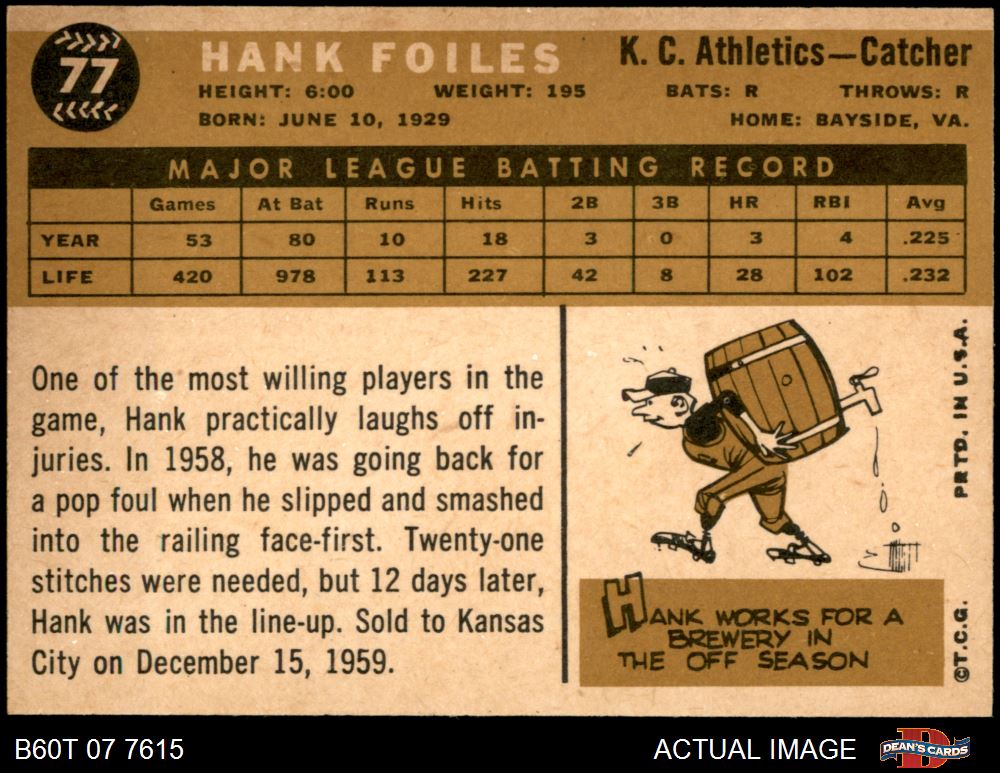 77
HANK FOILES
K. C. Athletics—Catcher
HEIGHT: 6:00 WEIGHT: 195 BATS: R THROWS: R
BORN: JUNE 10, 1929 HOME: BAYSIDE, VA.
MAJOR LEAGUE BATTING RECORD
Games At Bat Runs Hits 2B 3B HR RBI Avg
YEAR 53 80 10 18 3 0 3 4 .225
LIFE 420 978 113 227 42 8 28 102 .232
One of the most willing players in the
game, Hank practically laughs off in-
juries. In 1958, he was going back for
a pop foul when he slipped and smashed
into the railing face-first. Twenty-one
stitches were needed, but 12 days later,
Hank was in the line-up. Sold to Kansas
City on December 15, 1959.
HANK WORKS FOR A
BREWERY IN
THE OFF SEASON
©T.C.G. PRTD. IN U.S.A.
B60T 07 7615
ACTUAL IMAGE
DEAN'S CARDS